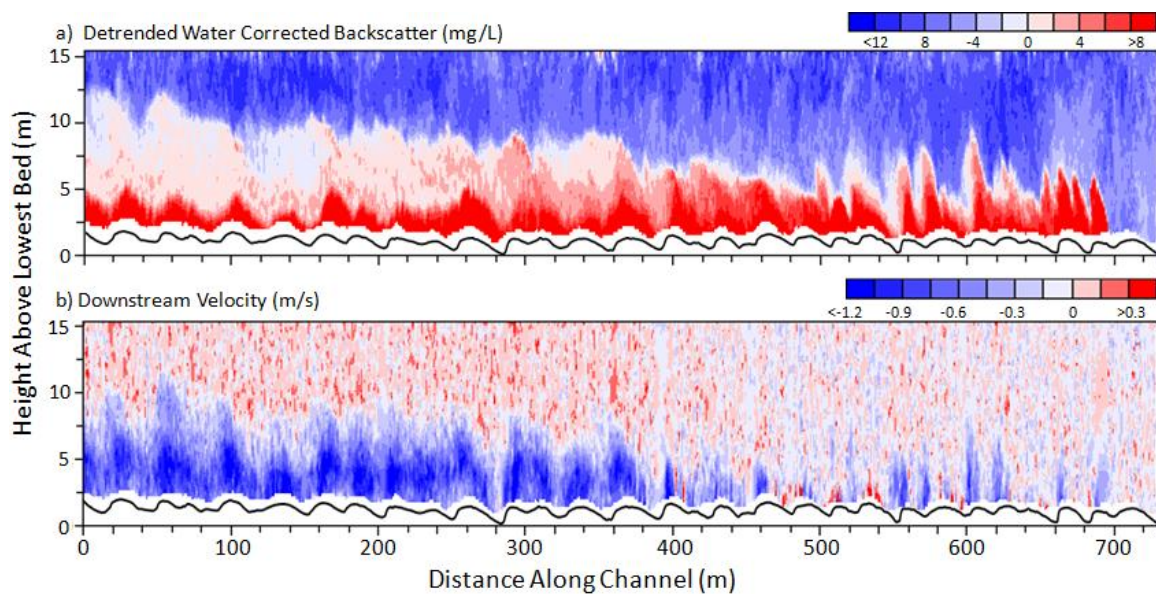 a) Detrended Water Corrected Backscatter (mg/L)
<12 8 -4 0 4 >8
15
10
5
0
b) Downstream Velocity (m/s)
<-1.2 -0.9 -0.6 -0.3 0 >0.3
15
10
5
0
Height Above Lowest Bed (m)
0 100 200 300 400 500 600 700
Distance Along Channel (m)